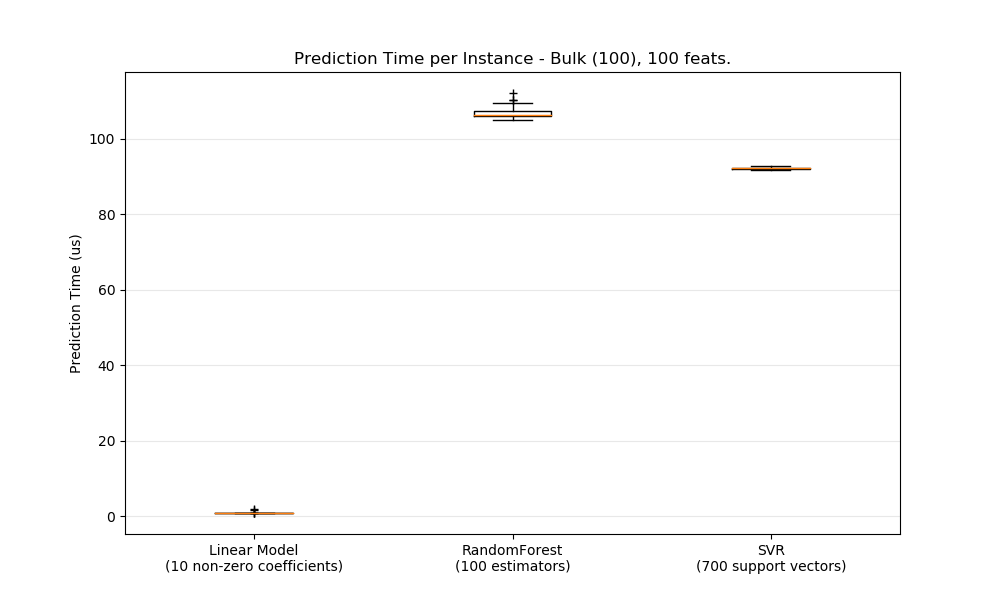 Prediction Time per Instance - Bulk (100), 100 feats.
Prediction Time (us)
100
80
60
40
20
0
Linear Model
(10 non-zero coefficients)
RandomForest
(100 estimators)
SVR
(700 support vectors)